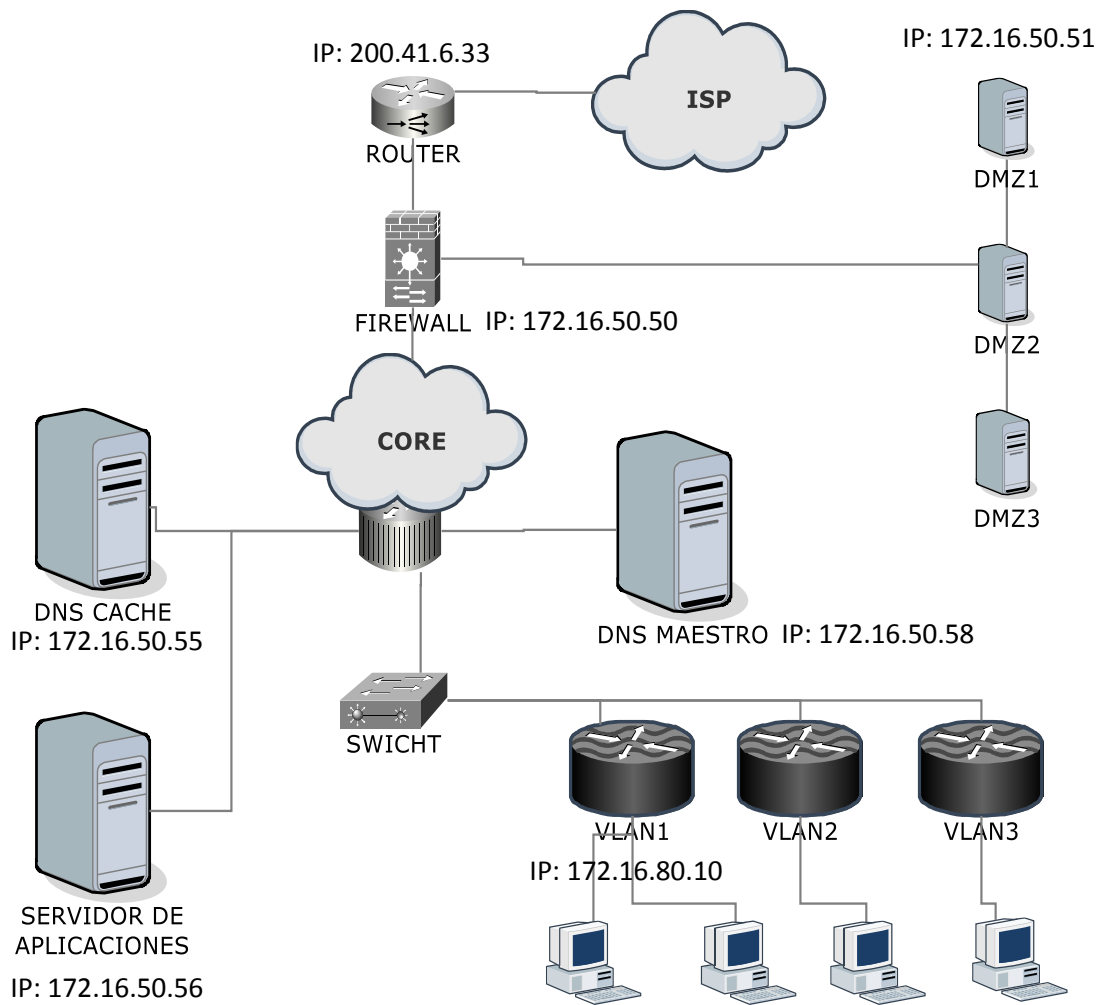 IP: 200.41.6.33
IP: 172.16.50.51
ISP
ROUTER
DMZ1
FIREWALL
IP: 172.16.50.50
DMZ2
CORE
DMZ3
DNS CACHE
IP: 172.16.50.55
DNS MAESTRO
IP: 172.16.50.58
SWICHT
VLAN1
VLAN2
VLAN3
IP: 172.16.80.10
SERVIDOR DE
APLICACIONES
IP: 172.16.50.56